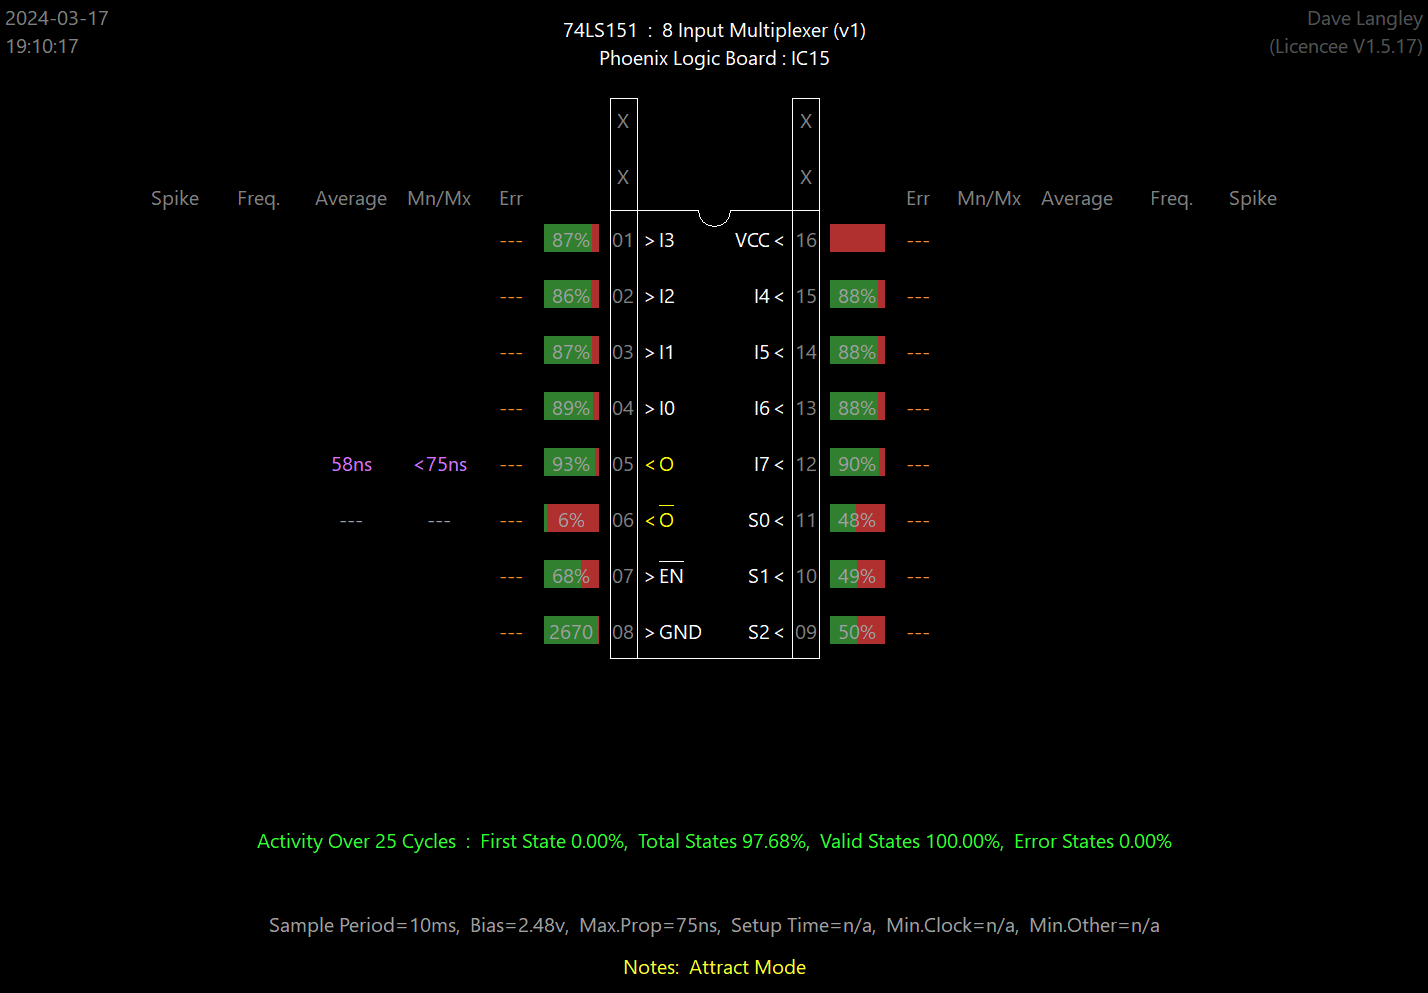 2024-03-17
19:10:17
74LS151 : 8 Input Multiplexer (v1)
Phoenix Logic Board : IC15
Dave Langley
(Licencee V1.5.17)
X X
X X
Spike Freq. Average Mn/Mx Err Err Mn/Mx Average Freq. Spike
--- 87% 01 > I3 VCC < 16 ---
--- 86% 02 > I2 I4 < 15 88% ---
--- 87% 03 > I1 I5 < 14 88% ---
--- 89% 04 > I0 I6 < 13 88% ---
58ns <75ns --- 93% 05 < O I7 < 12 90% ---
--- --- --- 6% 06 < O̅ S0 < 11 48% ---
--- 68% 07 > E̅N̅ S1 < 10 49% ---
--- 2670 08 > GND S2 < 09 50% ---
Activity Over 25 Cycles : First State 0.00%, Total States 97.68%, Valid States 100.00%, Error States 0.00%
Sample Period=10ms, Bias=2.48v, Max.Prop=75ns, Setup Time=n/a, Min.Clock=n/a, Min.Other=n/a
Notes: Attract Mode